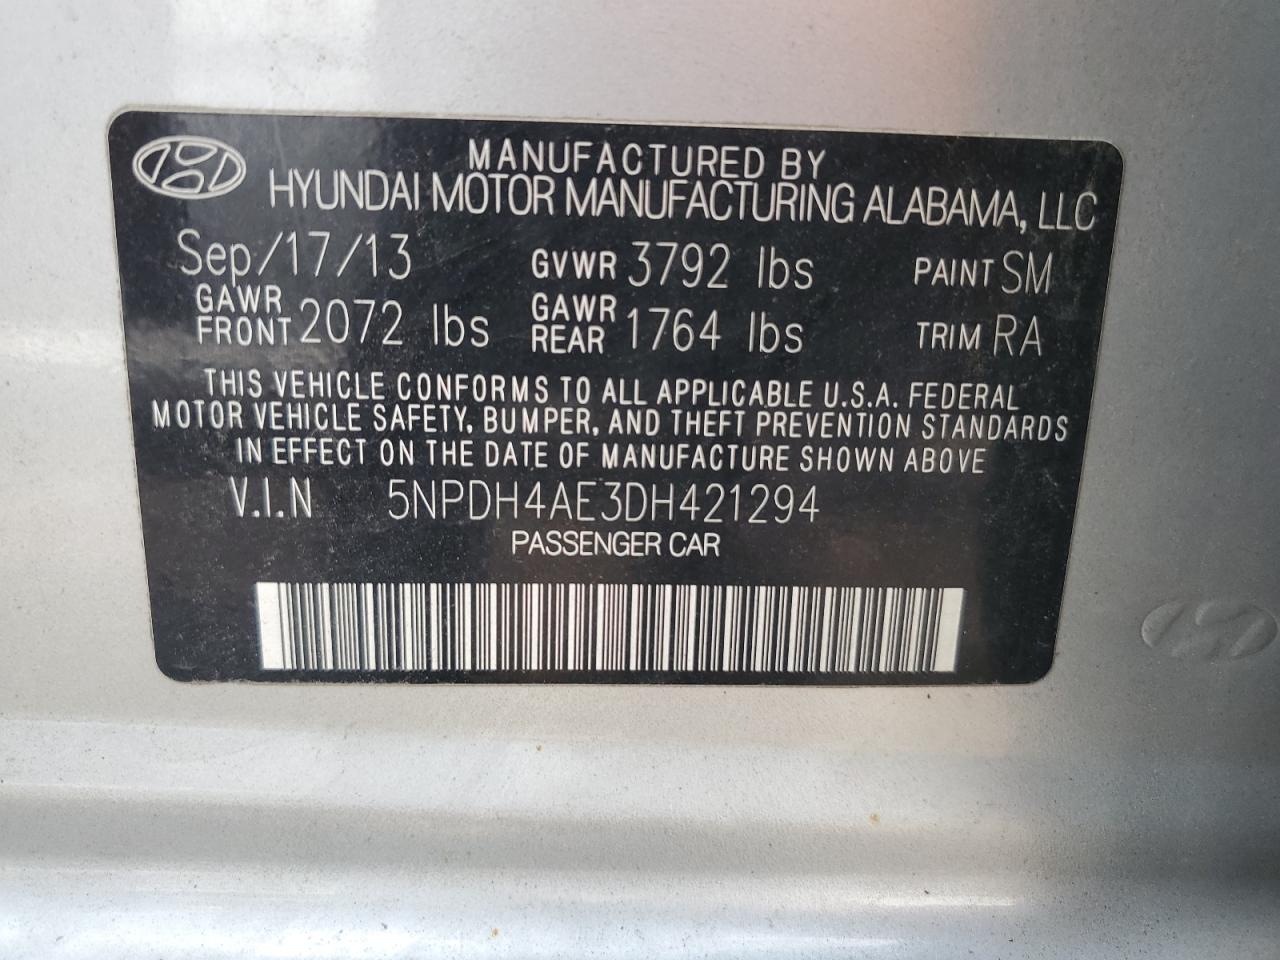 MANUFACTURED BY
HYUNDAI MOTOR MANUFACTURING ALABAMA, LLC
Sep/17/13 GVWR 3792 lbs PAINT SM
GAWR FRONT 2072 lbs GAWR REAR 1764 lbs TRIM RA
THIS VEHICLE CONFORMS TO ALL APPLICABLE U.S.A. FEDERAL
MOTOR VEHICLE SAFETY, BUMPER, AND THEFT PREVENTION STANDARDS
IN EFFECT ON THE DATE OF MANUFACTURE SHOWN ABOVE
V.I.N 5NPDH4AE3DH421294
PASSENGER CAR